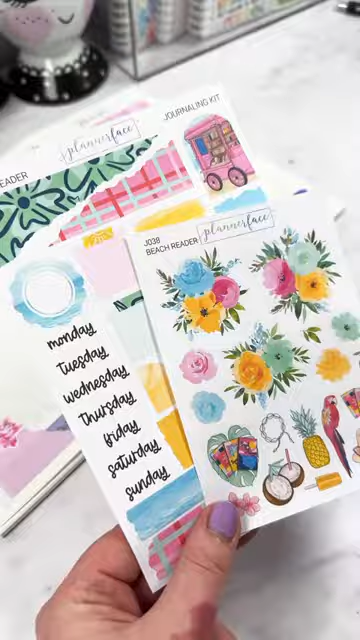 JOURNALING KIT
plannerface
READER
J038
BEACH READER
plannerface
monday
tuesday
wednesday
thursday
friday
saturday
sunday